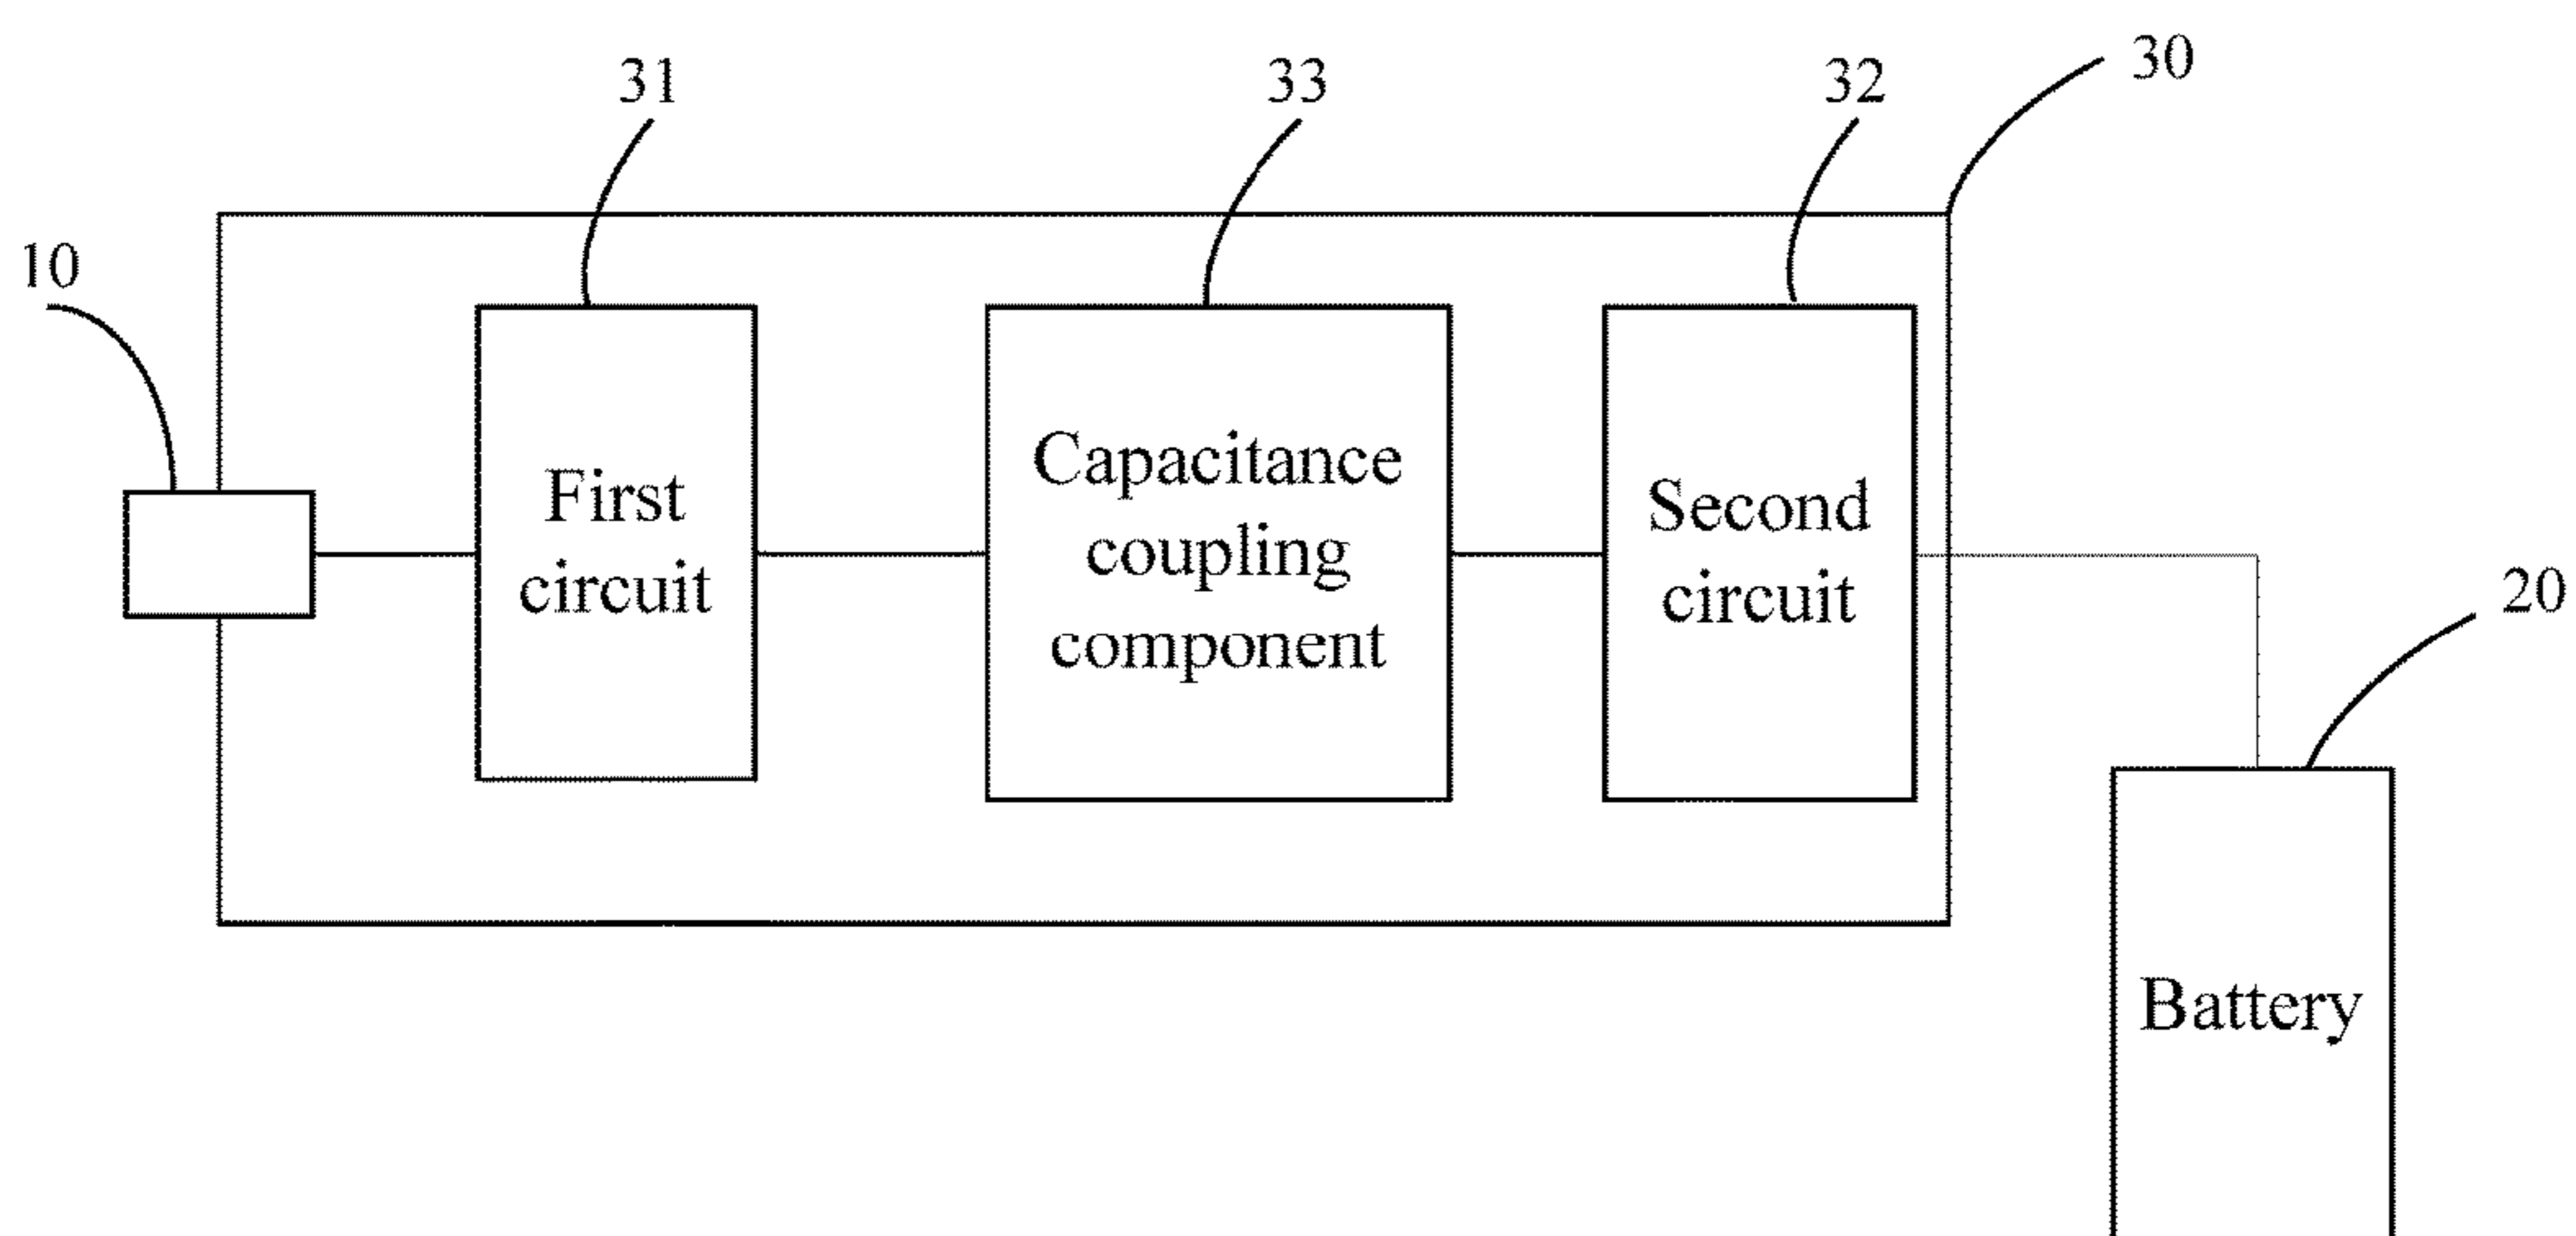 30
31
33
32
10
First
circuit
Capacitance
coupling
component
Second
circuit
20
Battery